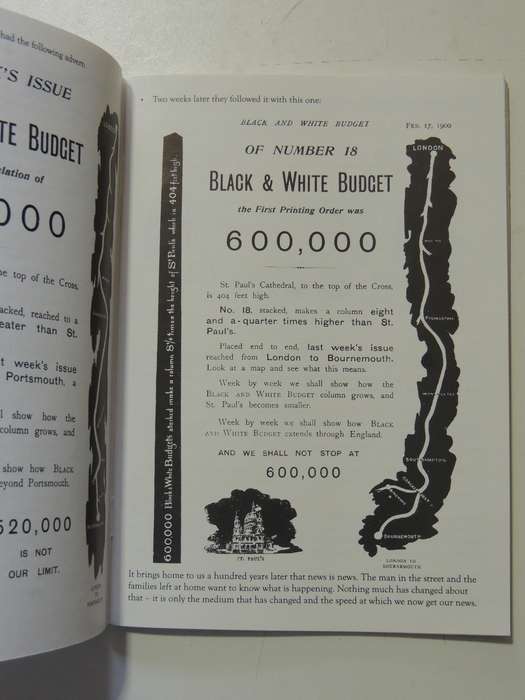 had the following advert:
'S ISSUE
TE BUDGET
lation of
000
he top of the Cross,
tacked, reached to a
eater than St.
st week's issue
Portsmouth, a
l show how the
column grows, and
show how BLACK
eyond Portsmouth.
520,000
IS NOT
OUR LIMIT.
• Two weeks later they followed it with this one:
BLACK AND WHITE BUDGET
FEB. 17, 1900
OF NUMBER 18
BLACK & WHITE BUDGET
the First Printing Order was
600,000
St. Paul's Cathedral, to the top of the Cross,
is 404 feet high.
No. 18, stacked, makes a column eight
and a-quarter times higher than St.
Paul's.
Placed end to end, last week's issue
reached from London to Bournemouth.
Look at a map and see what this means.
Week by week we shall show how the
BLACK AND WHITE BUDGET column grows, and
St. Paul's becomes smaller.
Week by week we shall show how BLACK
AND WHITE BUDGET extends through England.
AND WE SHALL NOT STOP AT
600,000
600000 Black & White Budgets stacked make a column 8¼ times the height of St Pauls which is 404 feet high.
ST. PAUL'S
LONDON
SOUTHAMPTON
BOURNEMOUTH
LONDON TO
BOURNEMOUTH
It brings home to us a hundred years later that news is news. The man in the street and the
families left at home want to know what is happening. Nothing much has changed about
that – it is only the medium that has changed and the speed at which we now get our news.